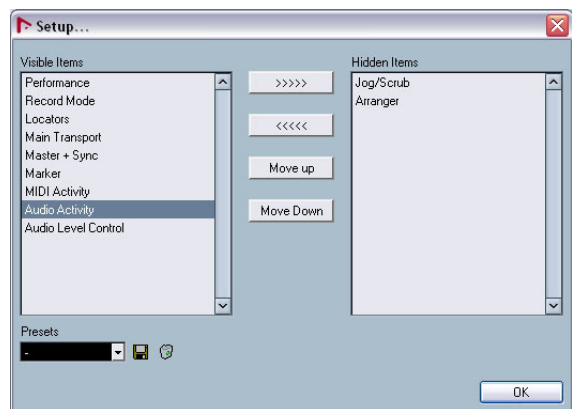 Setup...
Visible Items
Performance
Record Mode
Locators
Main Transport
Master + Sync
Marker
MIDI Activity
Audio Activity
Audio Level Control
>>>>>
<<<<<
Move up
Move Down
Hidden Items
Jog/Scrub
Arranger
Presets
-
OK